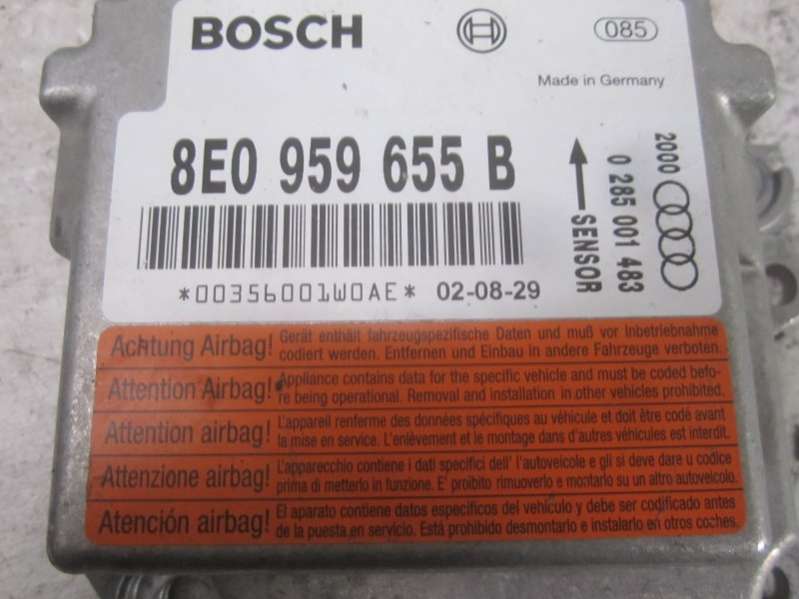 BOSCH
085
Made in Germany
8E0 959 655 B
SENSOR
0 285 001 483
2000
*00356001W0AE* 02-08-29
Achtung Airbag! Gerät enthält fahrzeugspezifische Daten und muß vor Inbetriebnahme
codiert werden. Entfernen und Einbau in andere Fahrzeuge verboten.
Attention Airbag! Appliance contains data for the specific vehicle and must be coded befo-
re being operational. Removal and installation in other vehicles prohibited.
Attention airbag! L'appareil renferme des données spécifiques au véhicule et doit être codé avant
la mise en service. L'enlèvement et le montage dans d'autres véhicules est interdit.
Attenzione airbag! L'apparecchio contiene i dati specifici dell' l'autoveicole e gli si deve dare u codice
prima di metterlo in funzione. E' proibito rimuoverlo e montarlo su un altro autoveicolo.
Atención airbag! El aparato contiene datos específicos del vehículo y debe ser codificado antes
de la puesta en servicio. Está prohibido desmontarlo e instalarlo en otros coches.